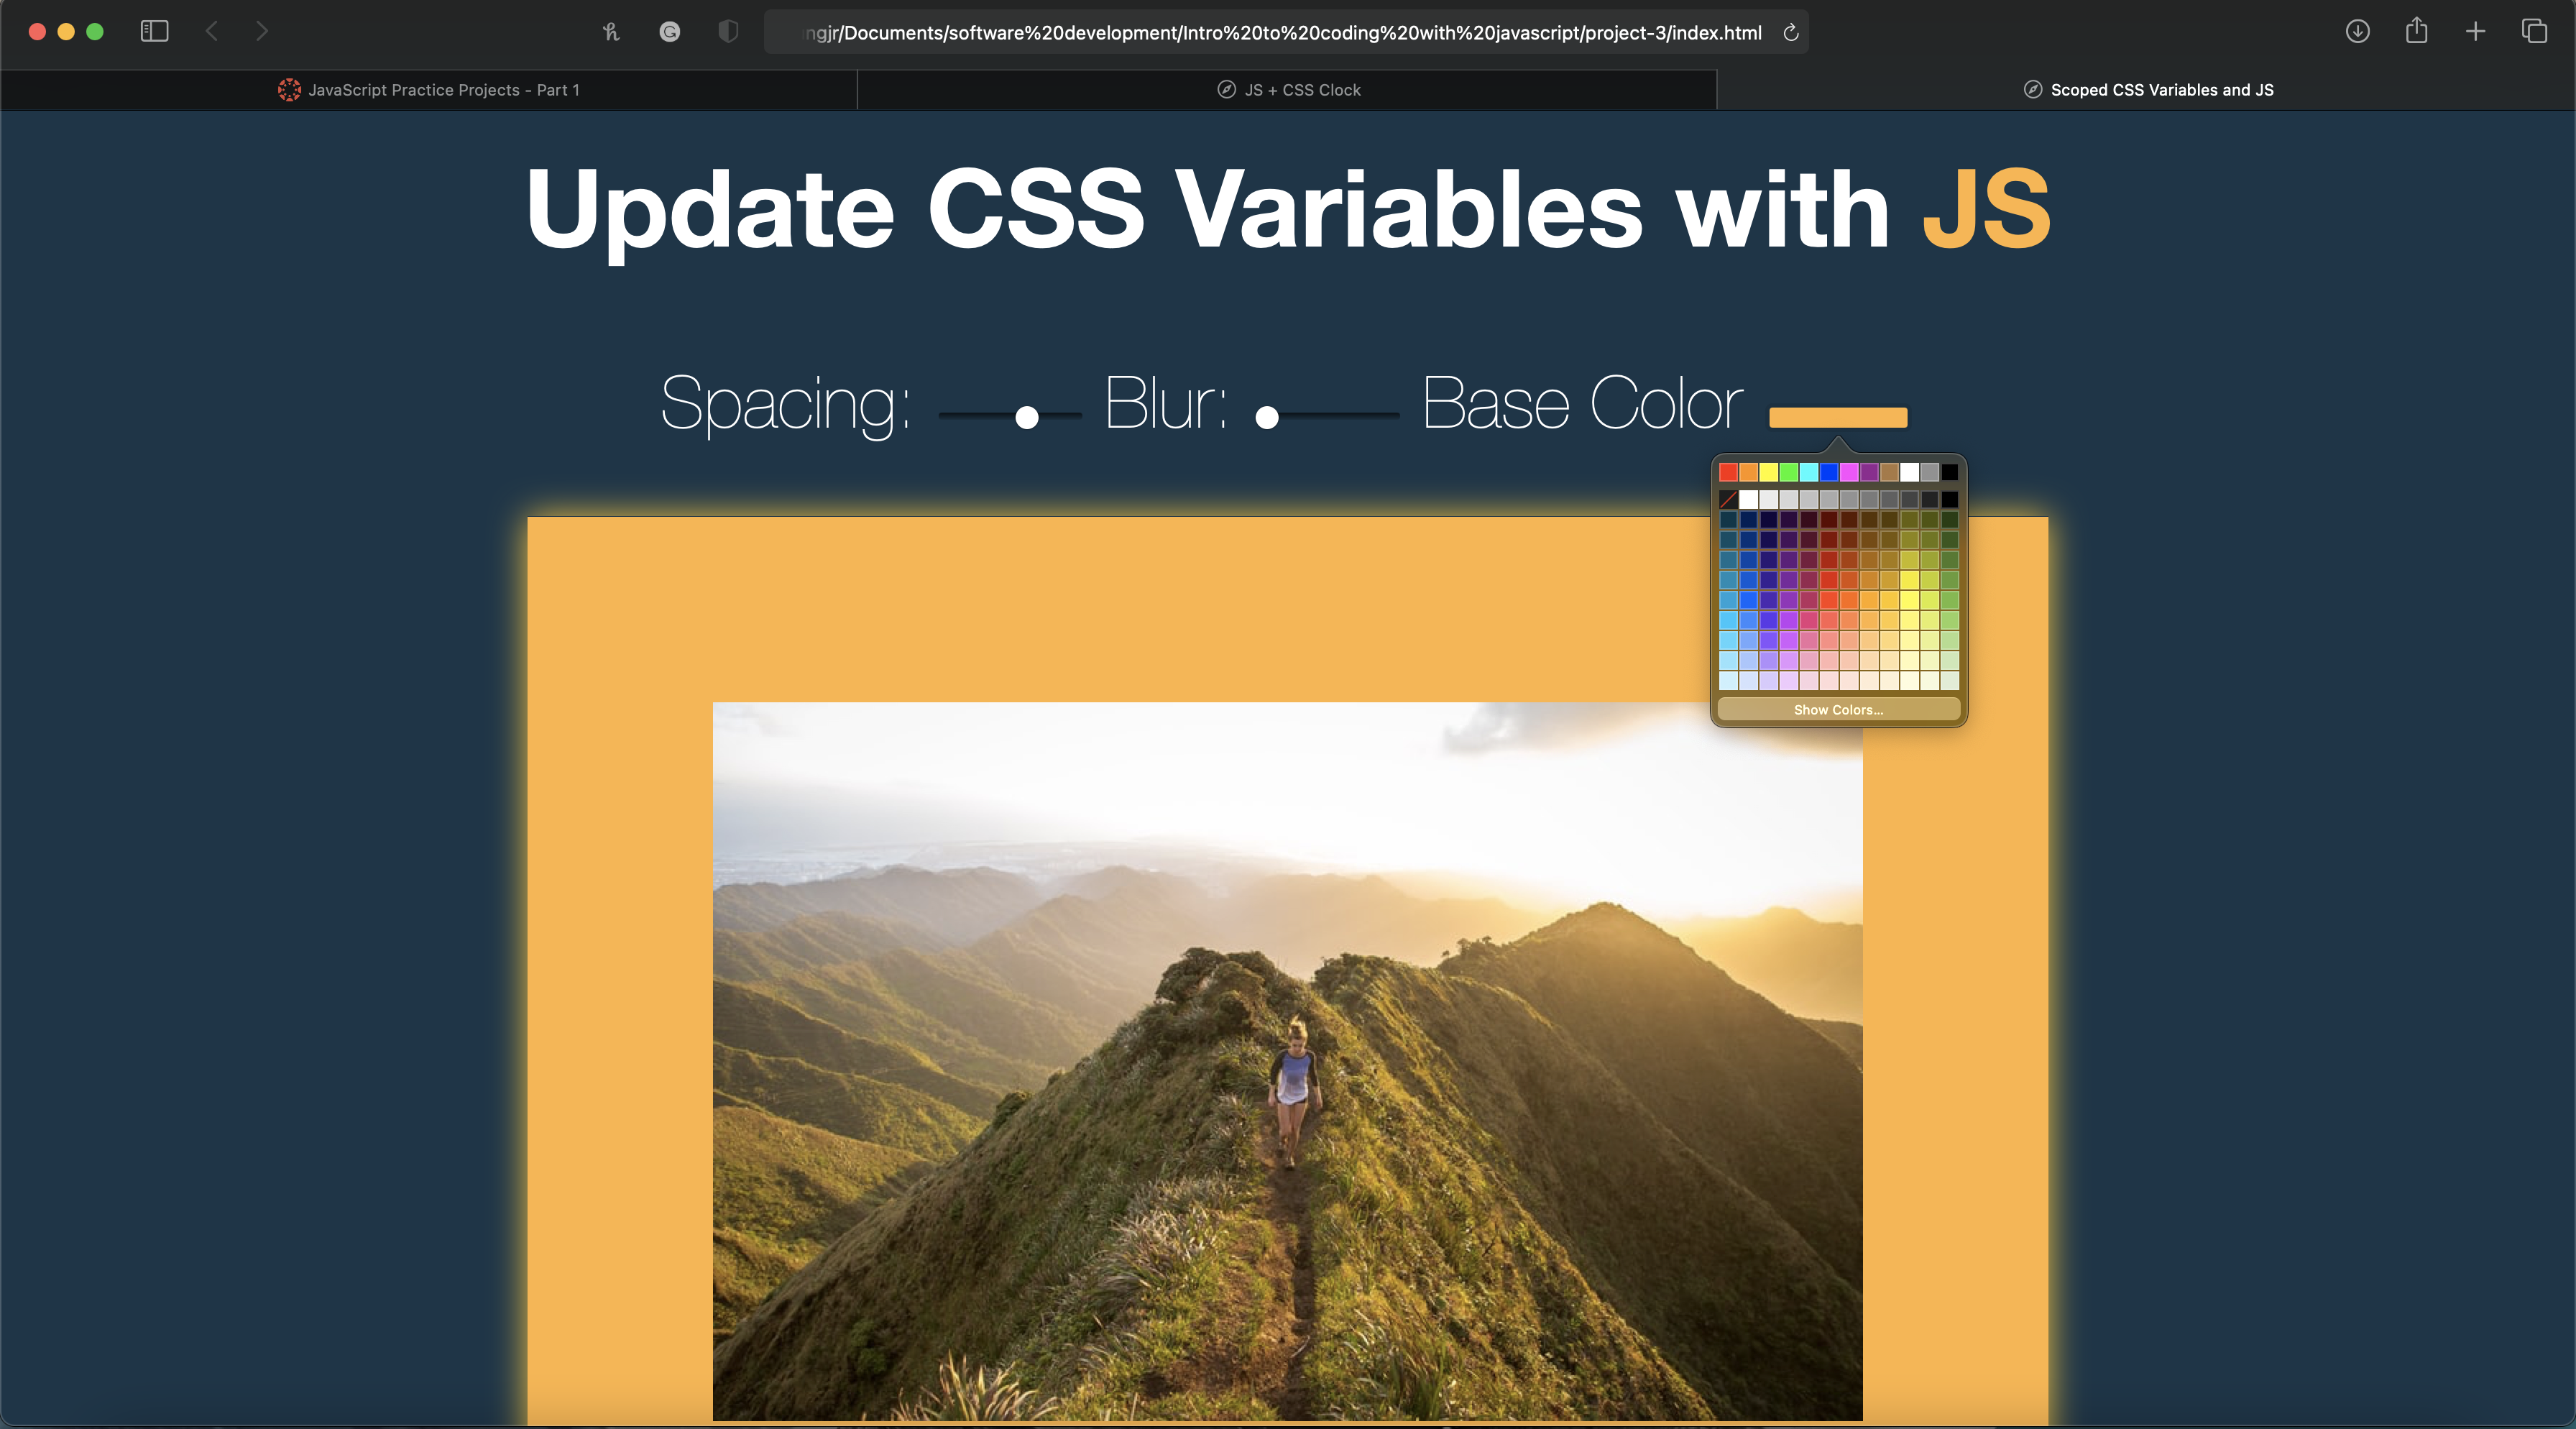 ngjr/Documents/software%20development/Intro%20to%20coding%20with%20javascript/project-3/index.html
JavaScript Practice Projects - Part 1
JS + CSS Clock
Scoped CSS Variables and JS
Update CSS Variables with JS
Spacing: Blur: Base Color
Show Colors...